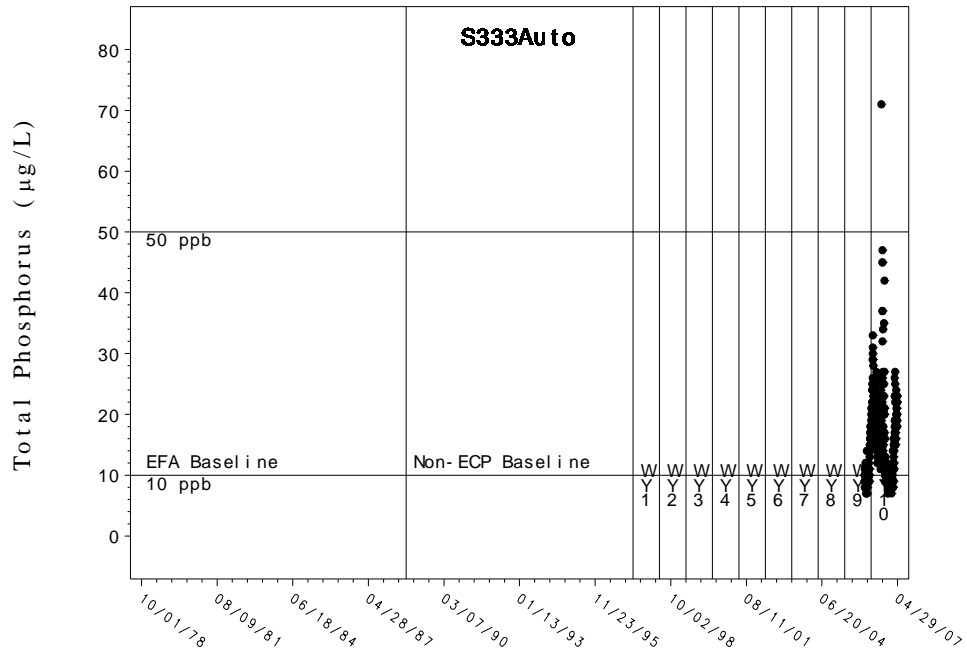 S333Auto
Total Phosphorus (µg/L)
80
70
60
50
40
30
20
10
0
50 ppb
EFA Baseline
Non-ECP Baseline
10 ppb
WY1
WY2
WY3
WY4
WY5
WY6
WY7
WY8
WY9
10
10/01/78
08/09/81
06/18/84
04/28/87
03/07/90
01/13/93
11/23/95
10/02/98
08/11/01
06/20/04
04/29/07